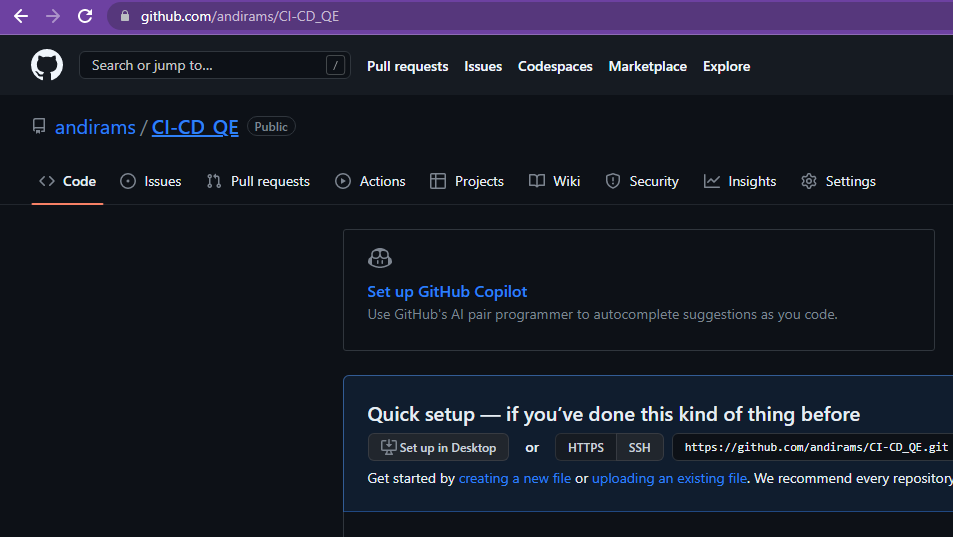 github.com/andirams/CI-CD_QE
Search or jump to... / Pull requests Issues Codespaces Marketplace Explore
andirams / CI-CD_QE Public
Code Issues Pull requests Actions Projects Wiki Security Insights Settings
Set up GitHub Copilot
Use GitHub's AI pair programmer to autocomplete suggestions as you code.
Quick setup — if you've done this kind of thing before
Set up in Desktop or HTTPS SSH https://github.com/andirams/CI-CD_QE.git
Get started by creating a new file or uploading an existing file. We recommend every repository